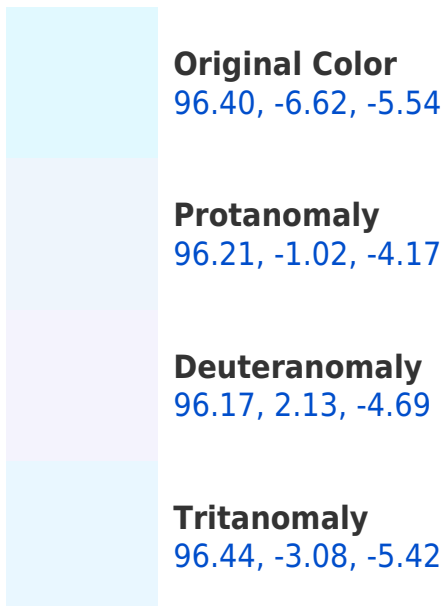 Original Color
96.40, -6.62, -5.54
Protanomaly
96.21, -1.02, -4.17
Deuteranomaly
96.17, 2.13, -4.69
Tritanomaly
96.44, -3.08, -5.42